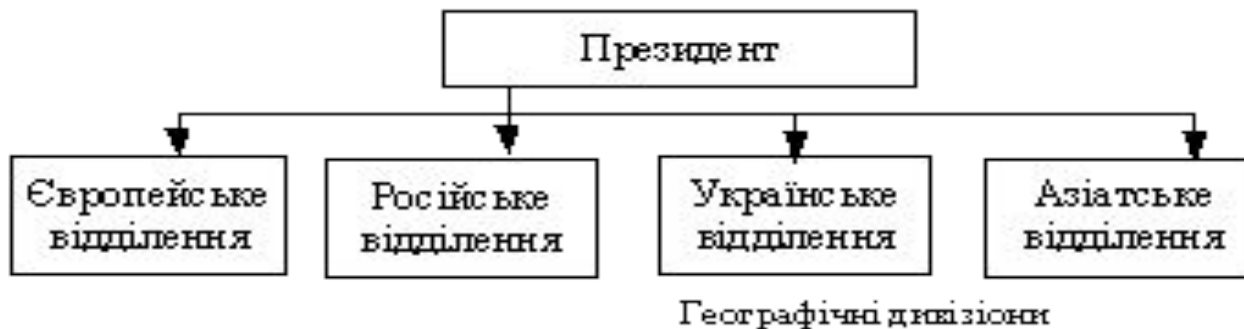 Президент
Європейське
відділення
Російське
відділення
Українське
відділення
Азіатське
відділення
Географічні дивізіони